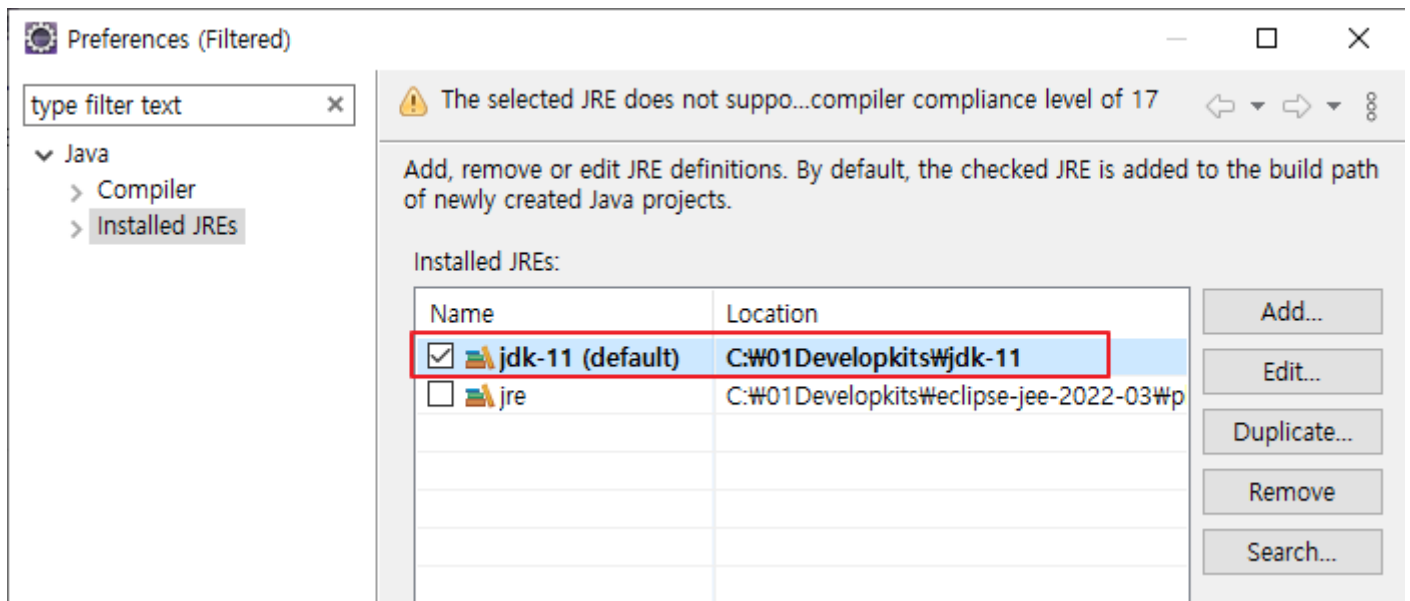 Preferences (Filtered)
type filter text
The selected JRE does not suppo...compiler compliance level of 17
Java
Compiler
Installed JREs
Add, remove or edit JRE definitions. By default, the checked JRE is added to the build path
of newly created Java projects.
Installed JREs:
Name Location
jdk-11 (default) C:₩01Developkits₩jdk-11
jre C:₩01Developkits₩eclipse-jee-2022-03₩p
Add...
Edit...
Duplicate...
Remove
Search...